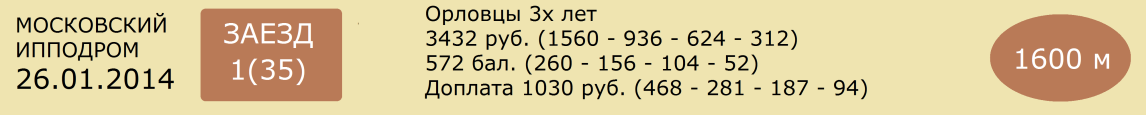 МОСКОВСКИЙ
ИППОДРОМ
26.01.2014
ЗАЕЗД
1(35)
Орловцы 3х лет
3432 руб. (1560 - 936 - 624 - 312)
572 бал. (260 - 156 - 104 - 52)
Доплата 1030 руб. (468 - 281 - 187 - 94)
1600 м